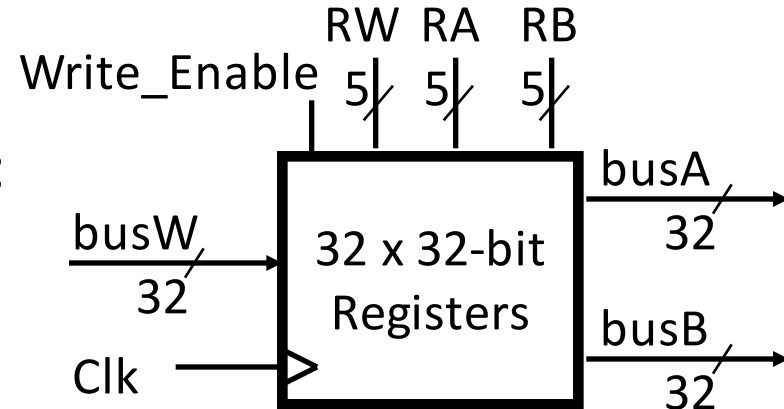 RW RA RB
Write_Enable
5 5 5
:
busA
32
busW
32
32 x 32-bit
Registers
busB
32
Clk